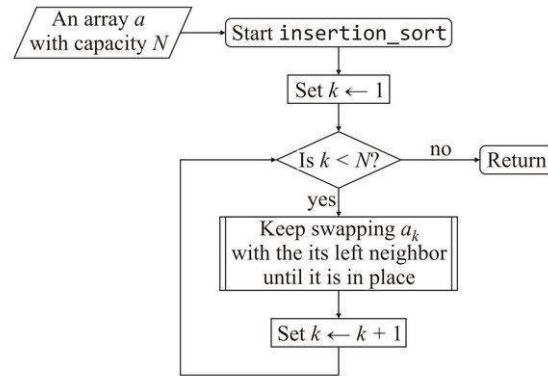 An array a
with capacity N
Start insertion_sort
Set k ← 1
Is k < N?
no
Return
yes
Keep swapping aₖ
with the its left neighbor
until it is in place
Set k ← k + 1